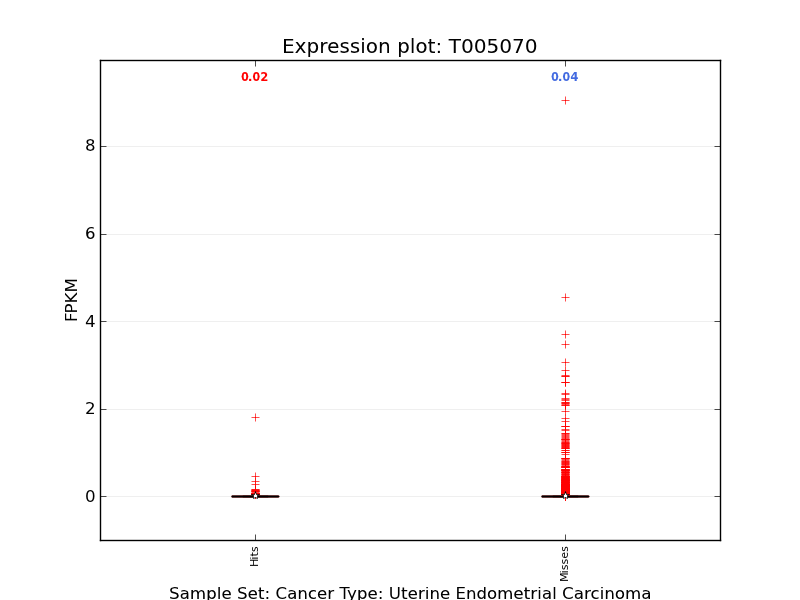 Expression plot: T005070
0.02 0.04
8
6
4
2
0
FPKM
Hits Misses
Sample Set: Cancer Type: Uterine Endometrial Carcinoma